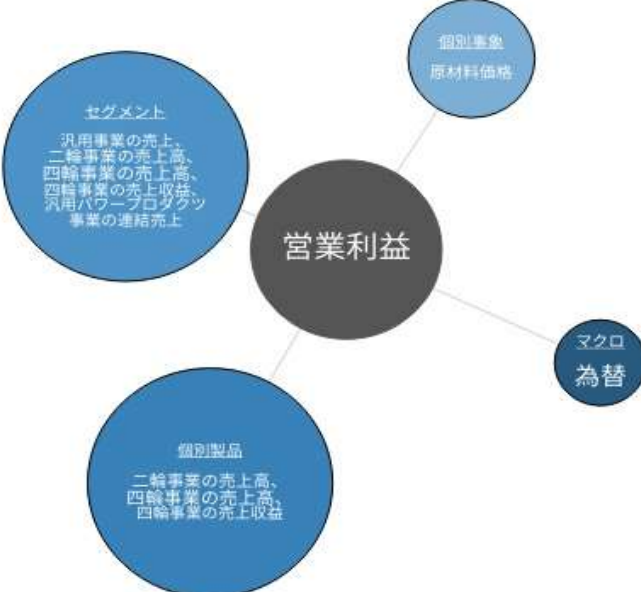 個別事象
原材料価格
セグメント
汎用事業の売上、
二輪事業の売上高、
四輪事業の売上高、
四輪事業の売上収益、
汎用パワープロダクツ
事業の連結売上
営業利益
マクロ
為替
個別製品
二輪事業の売上高、
四輪事業の売上高、
四輪事業の売上収益